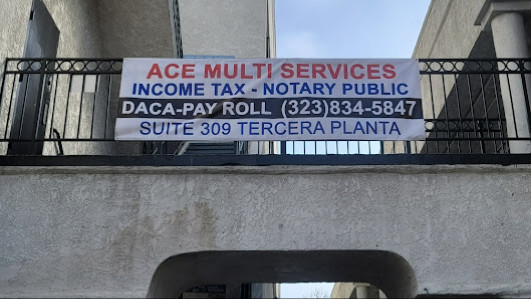 ACE MULTI SERVICES
INCOME TAX - NOTARY PUBLIC
DACA-PAY ROLL (323)834-5847
SUITE 309 TERCERA PLANTA